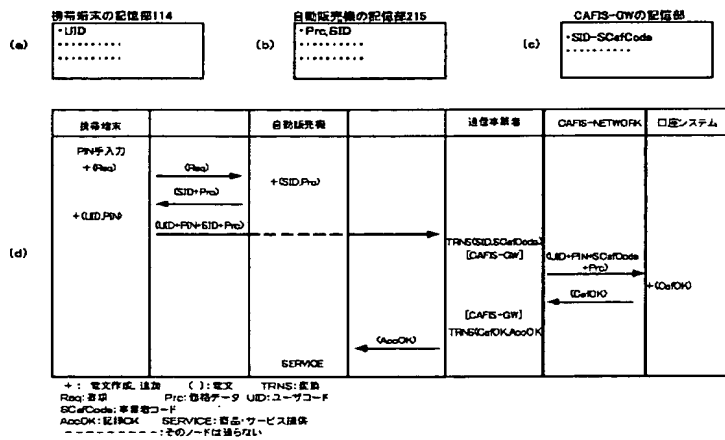 携帯端末の記憶部114
自動販売機の記憶部215
CAFIS-GWの記憶部
(a)
・UID
(b)
・Prc,SID
(c)
・SID-SCafCode
携帯端末
自動販売機
通信事業者
CAFIS-NETWORK
口座システム
(d)
PIN手入力
+(Req)
(Req)
+(SID,Prc)
(SID+Prc)
+(UID,PIN)
(UID+PIN+SID+Prc)
TRNS(SID,SCafCode)
[CAFIS-GW]
(UID+PIN+SCafCode
+Prc)
+(CafOK)
(CafOK)
[CAFIS-GW]
TRNS(CafOK,AccOK
(AccOK)
SERVICE
+: 電文作成、追加 ( ):電文 TRNS:変換
Req:要求 Prc:価格データ UID:ユーザコード
SCafCode:事業者コード
AccOK:記録OK SERVICE:商品・サービス提供
----------:そのノードは通らない